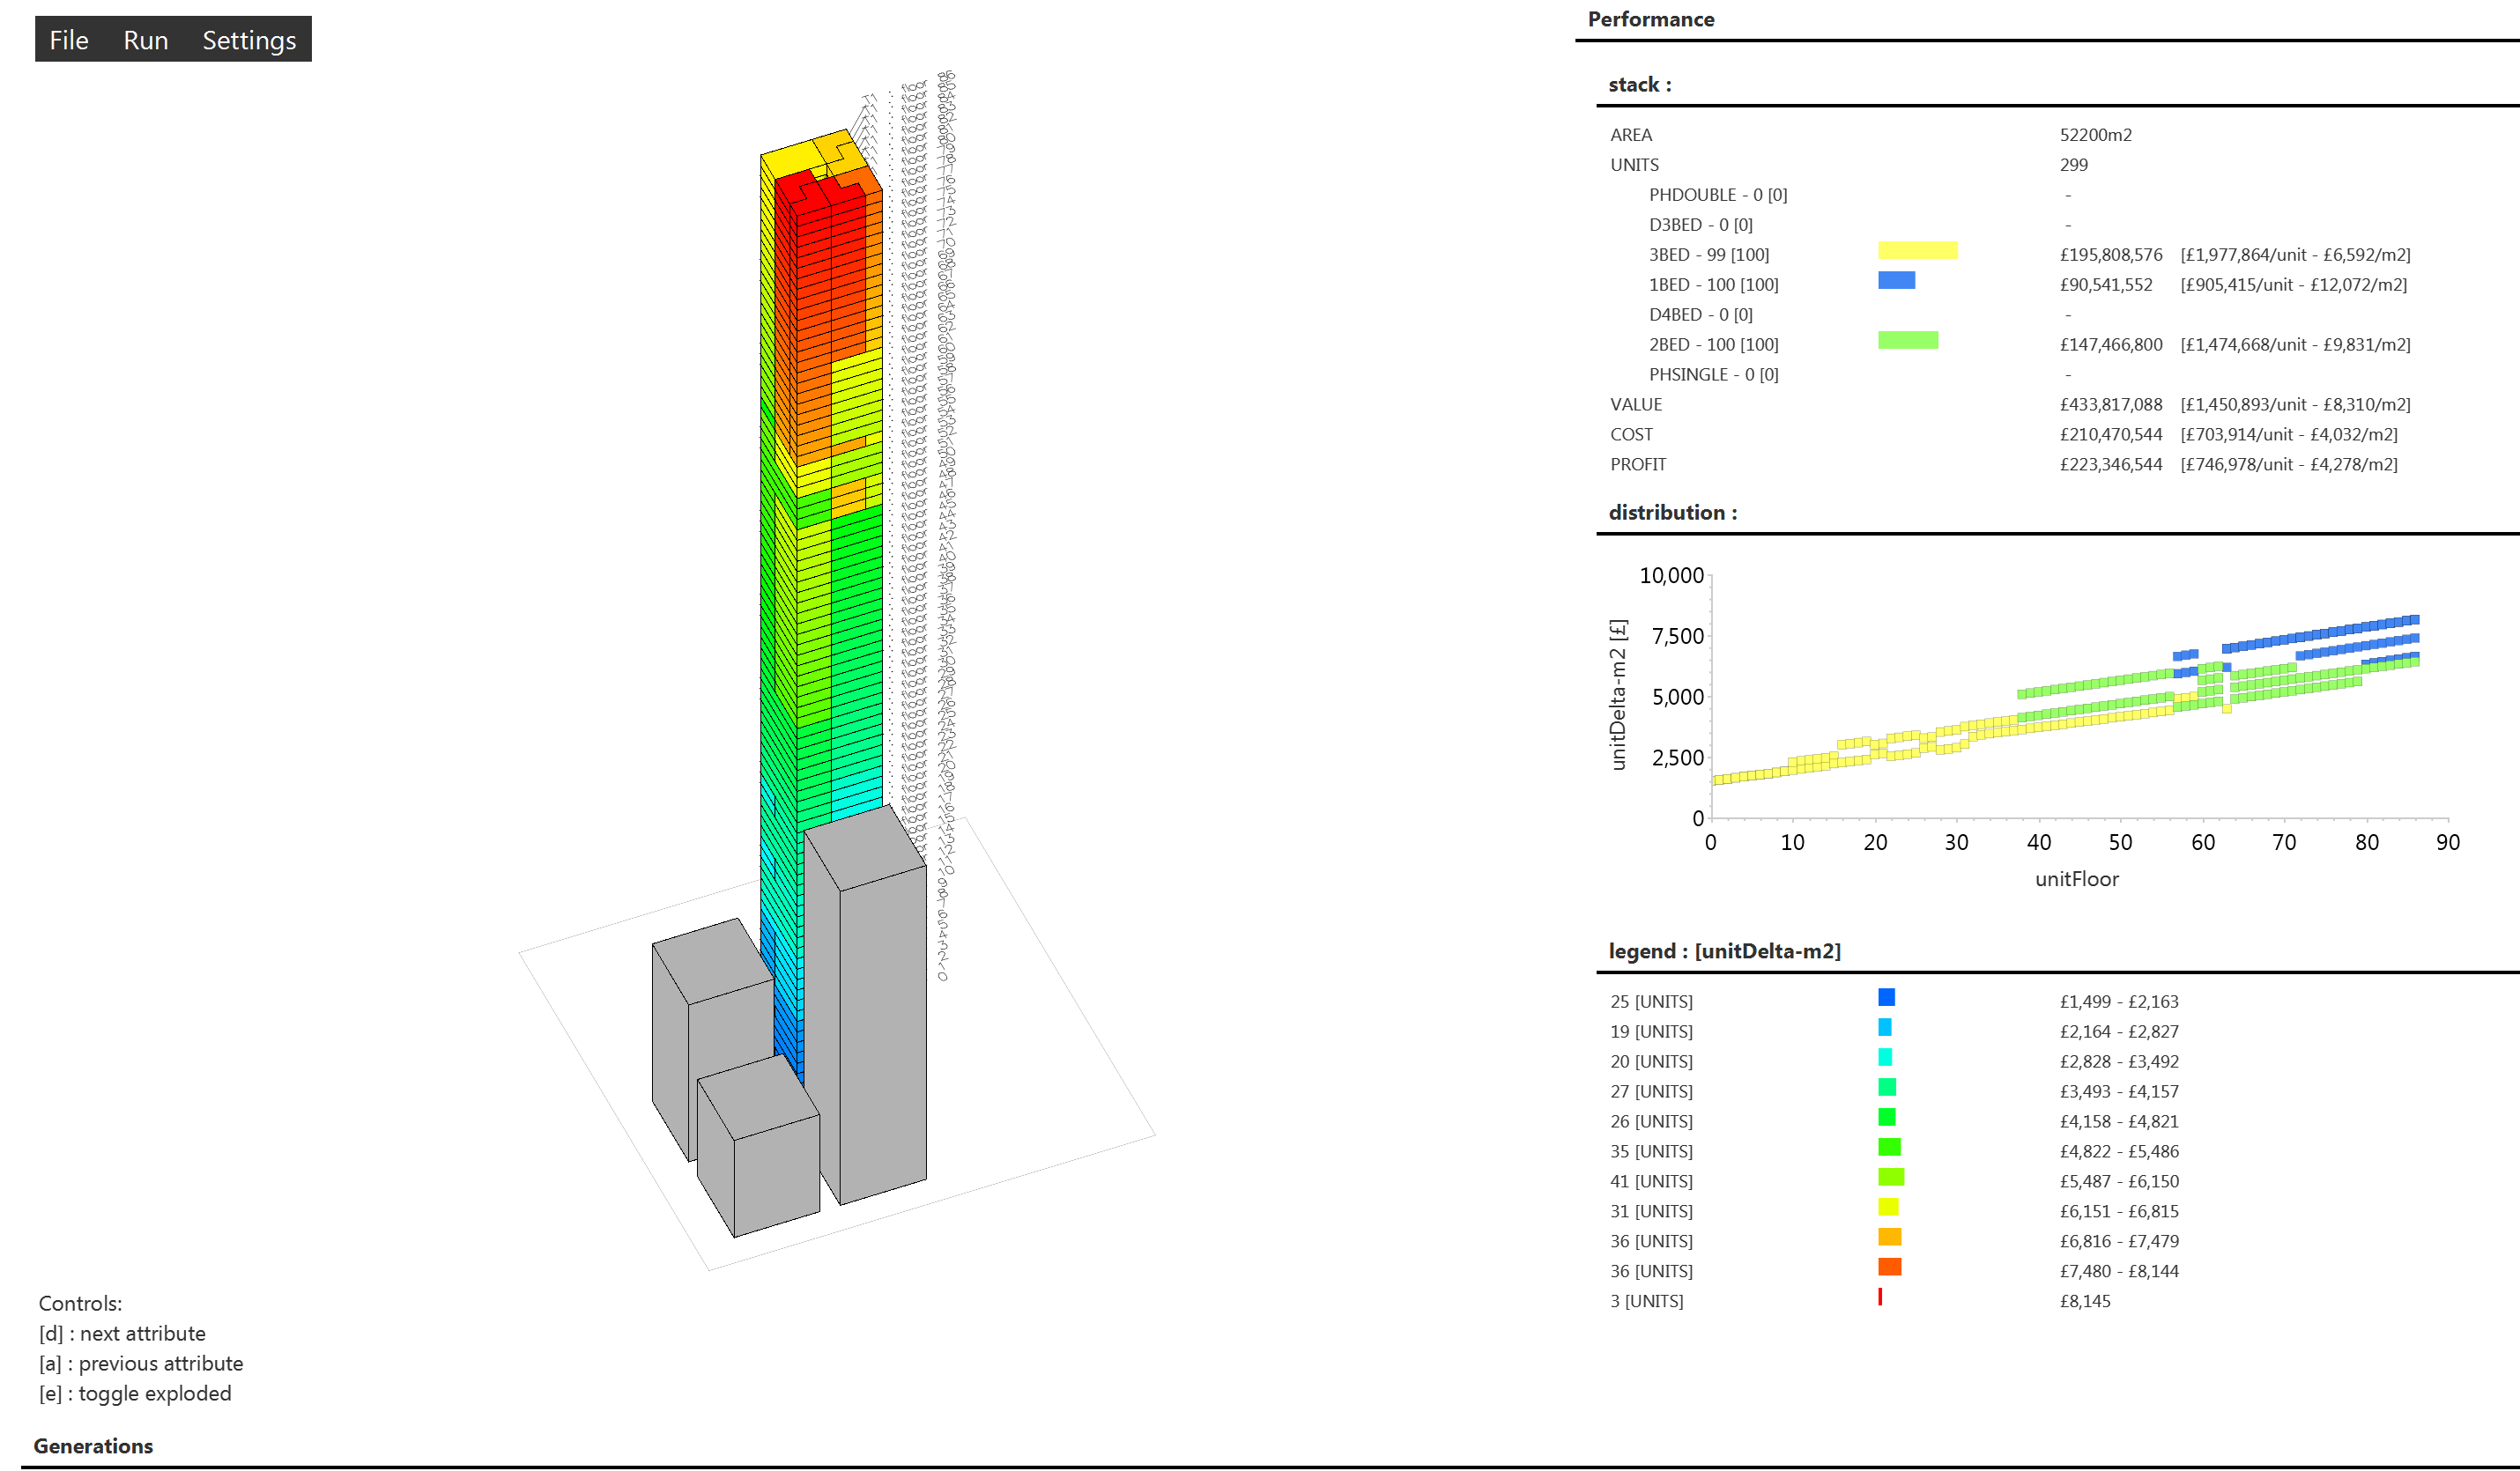 File Run Settings
Performance
stack :
AREA 52200m2
UNITS 299
PHDOUBLE - 0 [0] -
D3BED - 0 [0] -
3BED - 99 [100] £195,808,576 [£1,977,864/unit - £6,592/m2]
1BED - 100 [100] £90,541,552 [£905,415/unit - £12,072/m2]
D4BED - 0 [0] -
2BED - 100 [100] £147,466,800 [£1,474,668/unit - £9,831/m2]
PHSINGLE - 0 [0] -
VALUE £433,817,088 [£1,450,893/unit - £8,310/m2]
COST £210,470,544 [£703,914/unit - £4,032/m2]
PROFIT £223,346,544 [£746,978/unit - £4,278/m2]
distribution :
unitDelta-m2 [£]
10,000
7,500
5,000
2,500
0
0 10 20 30 40 50 60 70 80 90
unitFloor
legend : [unitDelta-m2]
25 [UNITS] £1,499 - £2,163
19 [UNITS] £2,164 - £2,827
20 [UNITS] £2,828 - £3,492
27 [UNITS] £3,493 - £4,157
26 [UNITS] £4,158 - £4,821
35 [UNITS] £4,822 - £5,486
41 [UNITS] £5,487 - £6,150
31 [UNITS] £6,151 - £6,815
36 [UNITS] £6,816 - £7,479
36 [UNITS] £7,480 - £8,144
3 [UNITS] £8,145
Controls:
[d] : next attribute
[a] : previous attribute
[e] : toggle exploded
Generations